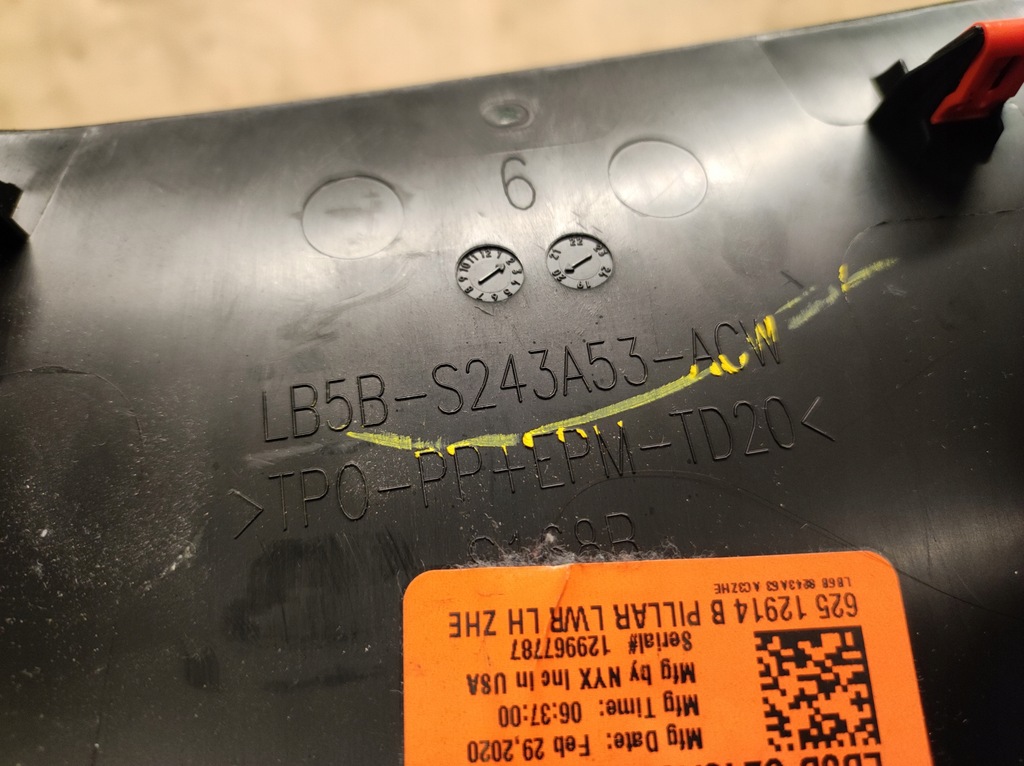 6
LB5B-S243A53-ACW
>TPO-PP+EPM-TD20<
625 12914 B PILLAR LWR LH ZHE
Serial# 129967787
Mfg by NYX Inc in USA
Mfg Time: 06:37:00
Mfg Date: Feb 29,2020